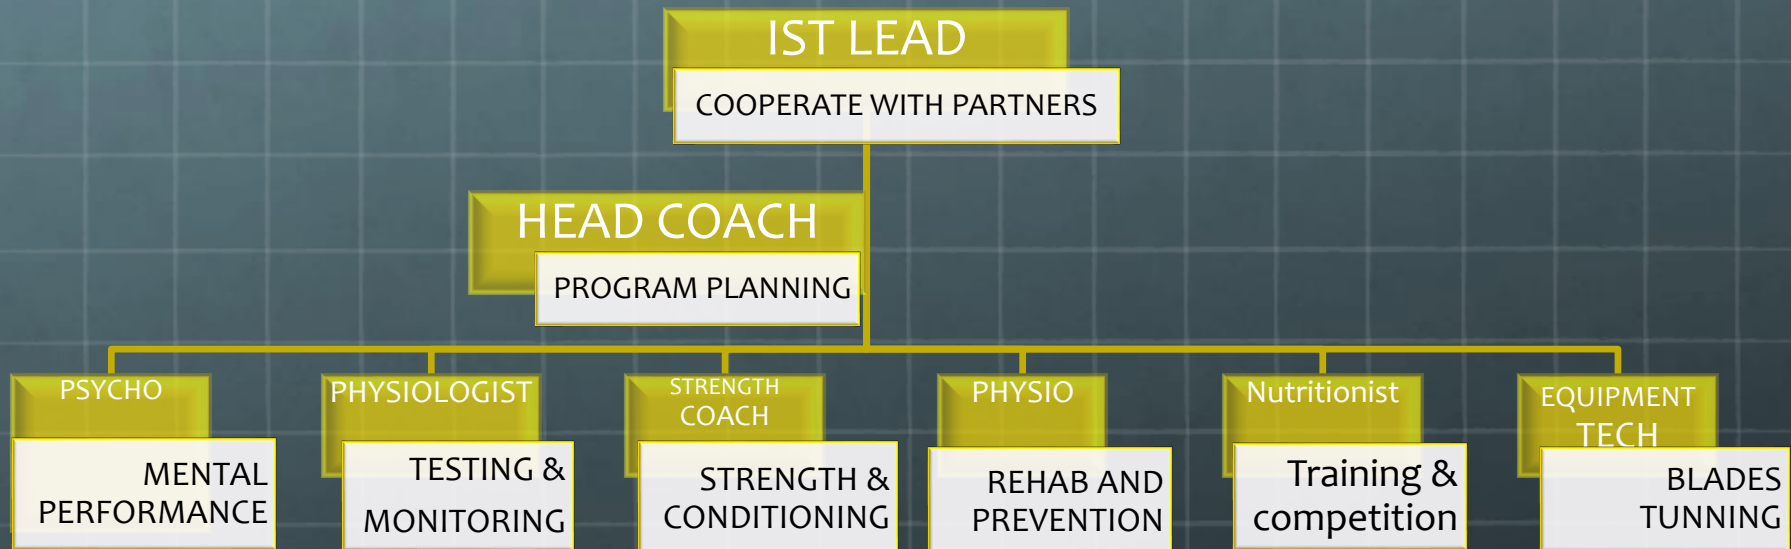 IST LEAD
COOPERATE WITH PARTNERS
HEAD COACH
PROGRAM PLANNING
PSYCHO
MENTAL
PERFORMANCE
PHYSIOLOGIST
TESTING &
MONITORING
STRENGTH
COACH
STRENGTH &
CONDITIONING
PHYSIO
REHAB AND
PREVENTION
Nutritionist
Training &
competition
EQUIPMENT
TECH
BLADES
TUNNING